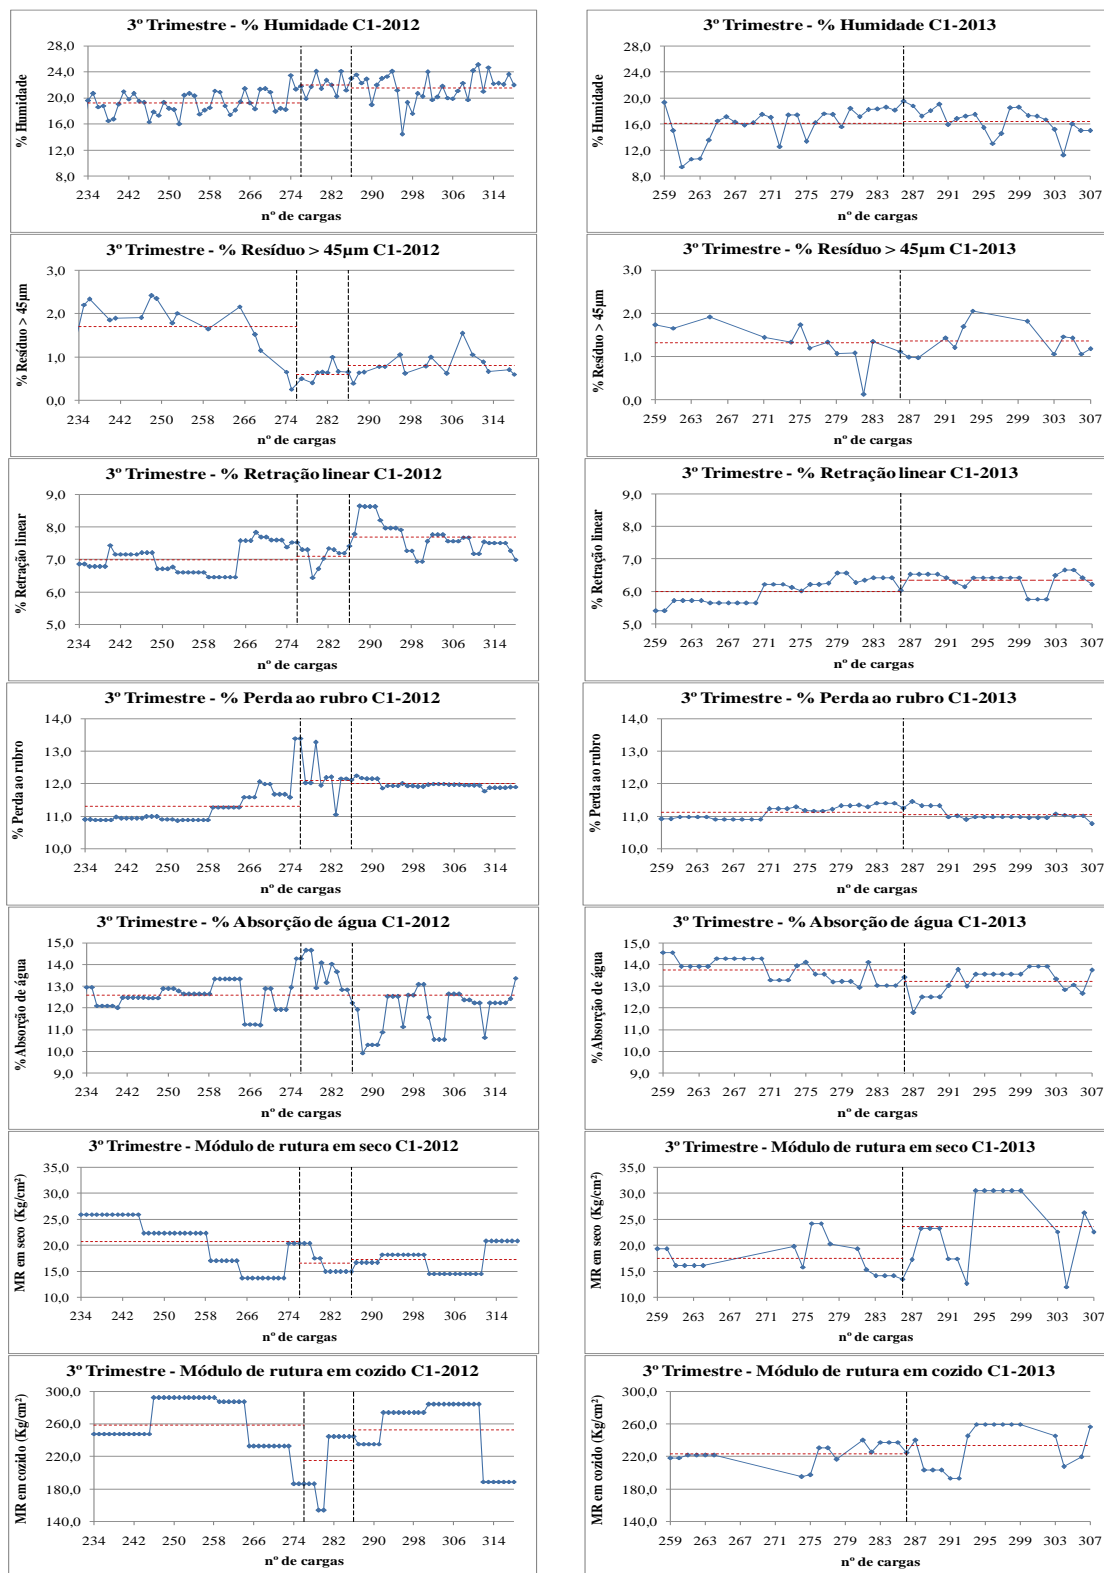 3º Trimestre - % Humidade C1-2012
% Humidade
28,0
24,0
20,0
16,0
12,0
8,0
234 242 250 258 266 274 282 290 298 306 314
nº de cargas
3º Trimestre - % Humidade C1-2013
% Humidade
28,0
24,0
20,0
16,0
12,0
8,0
259 263 267 271 275 279 283 287 291 295 299 303 307
nº de cargas
3º Trimestre - % Resíduo > 45µm C1-2012
% Resíduo > 45µm
3,0
2,0
1,0
0,0
234 242 250 258 266 274 282 290 298 306 314
nº de cargas
3º Trimestre - % Resíduo > 45µm C1-2013
% Resíduo > 45µm
3,0
2,0
1,0
0,0
259 263 267 271 275 279 283 287 291 295 299 303 307
nº de cargas
3º Trimestre - % Retração linear C1-2012
% Retração linear
9,0
8,0
7,0
6,0
5,0
234 242 250 258 266 274 282 290 298 306 314
nº de cargas
3º Trimestre - % Retração linear C1-2013
% Retração linear
9,0
8,0
7,0
6,0
5,0
259 263 267 271 275 279 283 287 291 295 299 303 307
nº de cargas
3º Trimestre - % Perda ao rubro C1-2012
% Perda ao rubro
14,0
13,0
12,0
11,0
10,0
234 242 250 258 266 274 282 290 298 306 314
nº de cargas
3º Trimestre - % Perda ao rubro C1-2013
% Perda ao rubro
14,0
13,0
12,0
11,0
10,0
259 263 267 271 275 279 283 287 291 295 299 303 307
nº de cargas
3º Trimestre - % Absorção de água C1-2012
% Absorção de água
15,0
14,0
13,0
12,0
11,0
10,0
9,0
234 242 250 258 266 274 282 290 298 306 314
nº de cargas
3º Trimestre - % Absorção de água C1-2013
% Absorção de água
15,0
14,0
13,0
12,0
11,0
10,0
9,0
259 263 267 271 275 279 283 287 291 295 299 303 307
nº de cargas
3º Trimestre - Módulo de rutura em seco C1-2012
MR em seco (Kg/cm²)
35,0
30,0
25,0
20,0
15,0
10,0
234 242 250 258 266 274 282 290 298 306 314
nº de cargas
3º Trimestre - Módulo de rutura em seco C1-2013
MR em seco (Kg/cm²)
35,0
30,0
25,0
20,0
15,0
10,0
259 263 267 271 275 279 283 287 291 295 299 303 307
nº de cargas
3º Trimestre - Módulo de rutura em cozido C1-2012
MR em cozido (Kg/cm²)
300,0
260,0
220,0
180,0
140,0
234 242 250 258 266 274 282 290 298 306 314
nº de cargas
3º Trimestre - Módulo de rutura em cozido C1-2013
MR em cozido (Kg/cm²)
300,0
260,0
220,0
180,0
140,0
259 263 267 271 275 279 283 287 291 295 299 303 307
nº de cargas